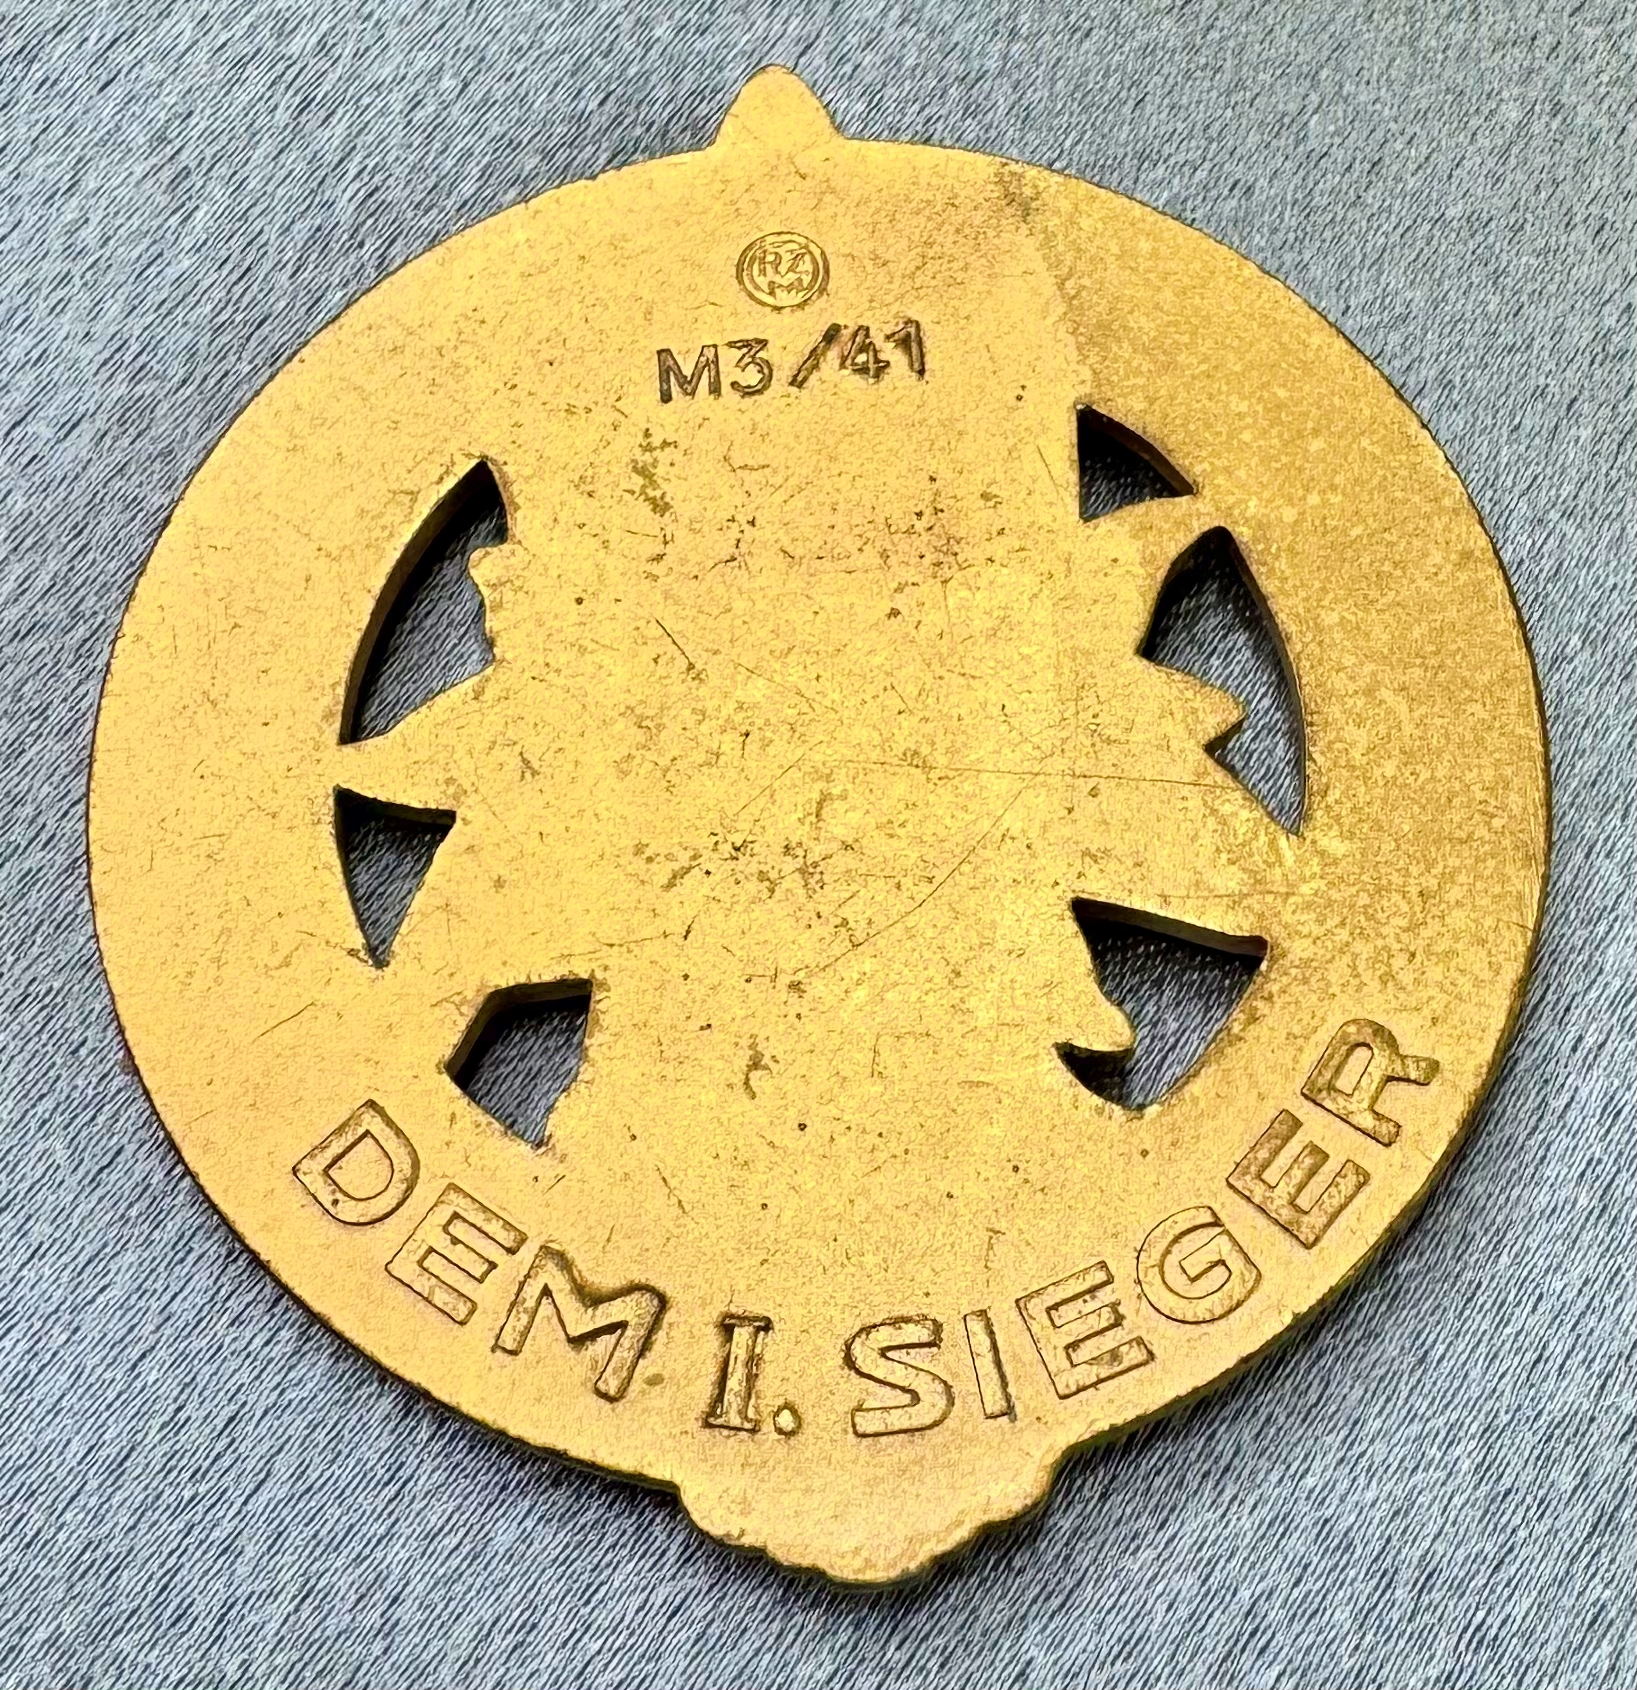 RZM
M3/41
DEM I. SIEGER